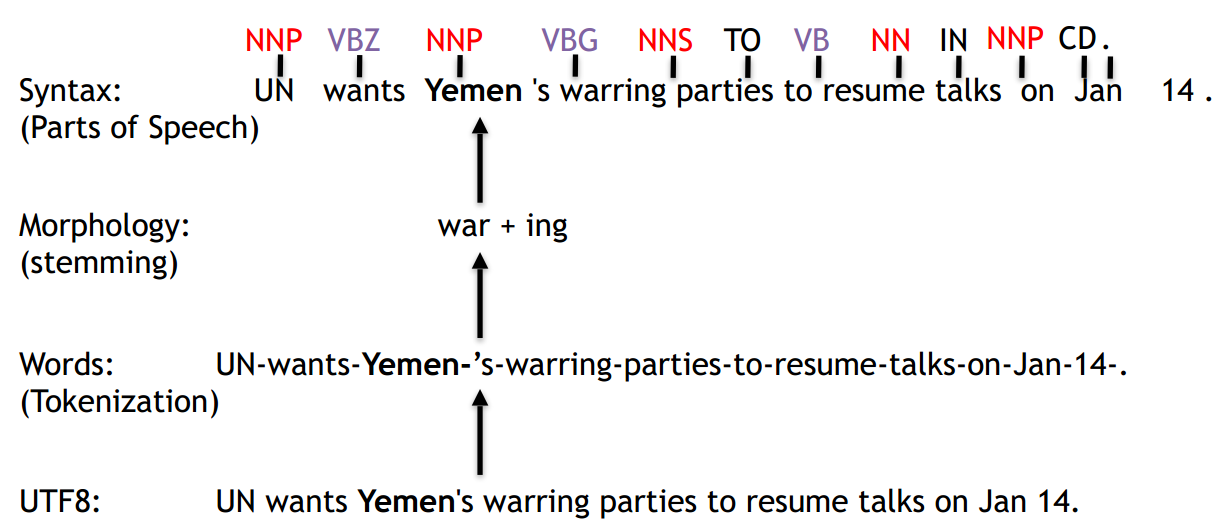 NNP VBZ NNP VBG NNS TO VB NN IN NNP CD .
Syntax: UN wants Yemen 's warring parties to resume talks on Jan 14 .
(Parts of Speech)
Morphology: war + ing
(stemming)
Words: UN-wants-Yemen-’s-warring-parties-to-resume-talks-on-Jan-14-.
(Tokenization)
UTF8: UN wants Yemen's warring parties to resume talks on Jan 14.